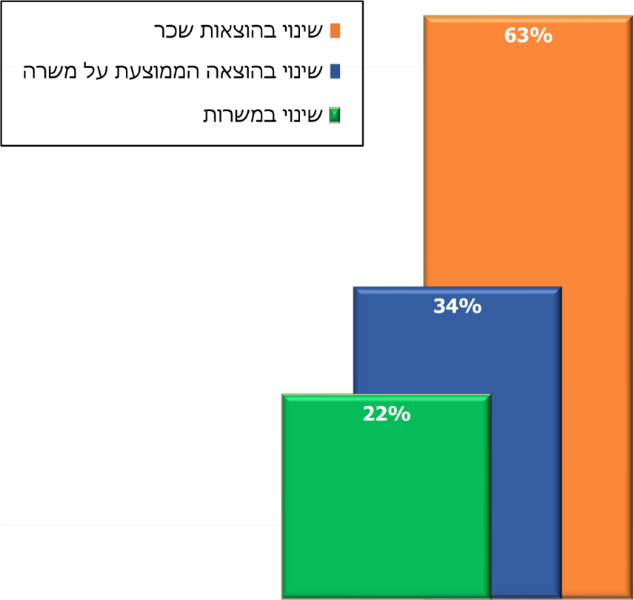 שינוי בהוצאות שכר
שינוי בהוצאה הממוצעת על משרה
שינוי במשרות
63%
34%
22%